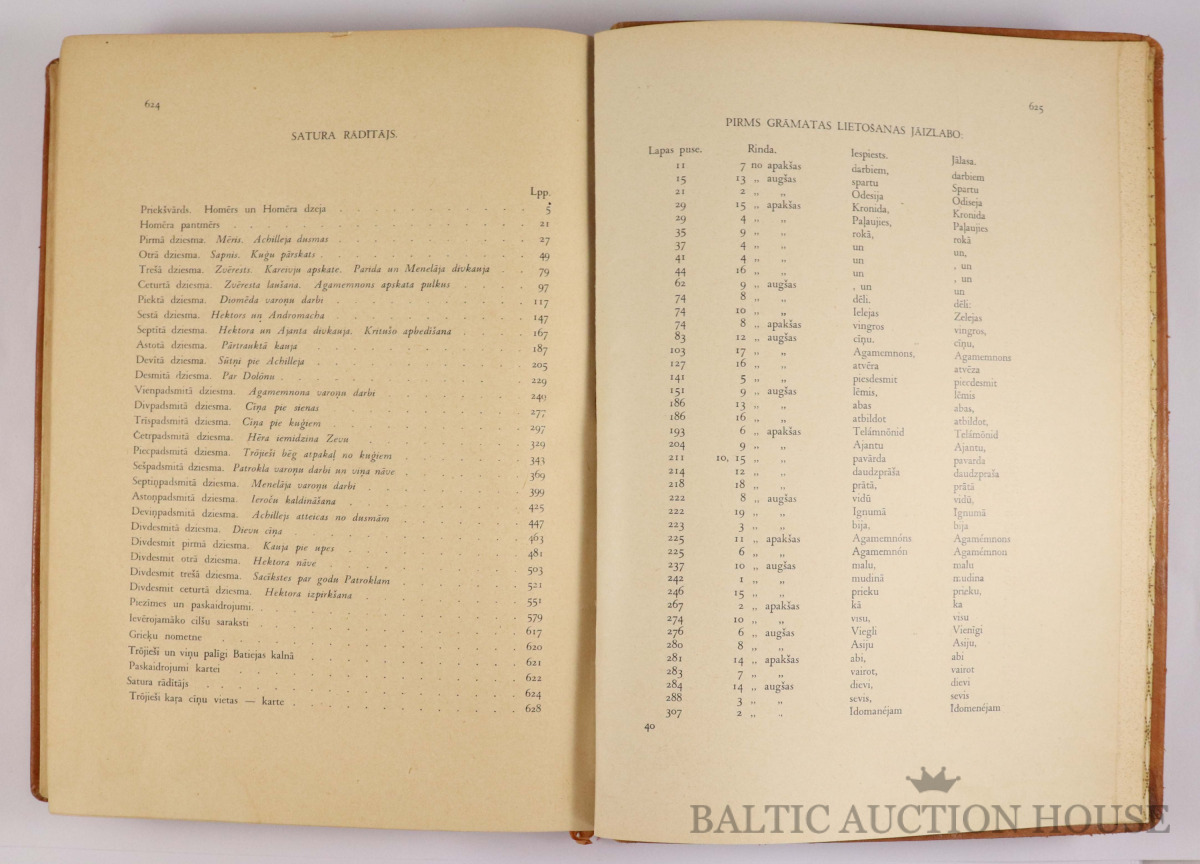 624
SATURA RĀDĪTĀJS.
Lpp.
Priekšvārds. Homērs un Homēra dzeja . . . 5
Homēra pantmērs . . . 21
Pirmā dziesma. Mēris. Achilleja dusmas . . . 27
Otrā dziesma. Sapnis. Kuģu pārskats . . . 49
Trešā dziesma. Zvērests. Kareivju apskate. Parida un Menelāja divkauja . . . 79
Ceturtā dziesma. Zvēresta laušana. Agamemnons apskata pulkus . . . 97
Piektā dziesma. Diomēda varoņu darbi . . . 117
Sestā dziesma. Hektors un Andromacha . . . 147
Septītā dziesma. Hektora un Ajanta divkauja. Kritušo apbedīšana . . . 167
Astotā dziesma. Pārtrauktā kauja . . . 187
Devītā dziesma. Sūtņi pie Achilleja . . . 205
Desmitā dziesma. Par Dolōnu . . . 229
Vienpadsmitā dziesma. Agamemnona varoņu darbi . . . 249
Divpadsmitā dziesma. Cīņa pie sienas . . . 277
Trīspadsmitā dziesma. Cīņa pie kuģiem . . . 297
Četrpadsmitā dziesma. Hēra iemidzina Zevu . . . 329
Piecpadsmitā dziesma. Trōjieši bēg atpakaļ no kuģiem . . . 343
Sešpadsmitā dziesma. Patrokla varoņu darbi un viņa nāve . . . 369
Septiņpadsmitā dziesma. Menelāja varoņu darbi . . . 399
Astoņpadsmitā dziesma. Ieroču kaldināšana . . . 425
Deviņpadsmitā dziesma. Achillejs atteicas no dusmām . . . 447
Divdesmitā dziesma. Dievu cīņa . . . 463
Divdesmit pirmā dziesma. Kauja pie upes . . . 481
Divdesmit otrā dziesma. Hektora nāve . . . 503
Divdesmit trešā dziesma. Sacīkstes par godu Patroklam . . . 521
Divdesmit ceturtā dziesma. Hektora izpirkšana . . . 551
Piezīmes un paskaidrojumi . . . 579
Ievērojamāko cilšu saraksti . . . 617
Grieķu nometne . . . 620
Trōjieši un viņu palīgi Batiejas kalnā . . . 621
Paskaidrojumi kartei . . . 622
Satura rādītājs . . . 624
Trōjieši kaŗa cīņu vietas — karte . . . 628
625
PIRMS GRĀMATAS LIETOŠANAS JĀIZLABO:
Lapas puse. Rinda. Iespiests. Jālasa.
11 7 no apakšas darbiem, darbiem
15 13 „ augšas spartu Spartu
21 2 „ „ Ōdesija Ōdiseja
29 15 „ apakšas Kronida, Kronida
29 4 „ „ Paļaujies, Paļaujies
35 9 „ „ rokā, rokā
37 4 „ „ un un,
41 4 „ „ un , un
44 16 „ „ un , un
62 9 „ augšas , un un
74 8 „ „ dēli. dēli:
74 10 „ „ Ielejas Zelejas
74 8 „ apakšas vingros vingros,
83 12 „ augšas cīņu. cīņu,
103 17 „ „ Agamemnons, Agamemnons
127 16 „ „ atvēra atvēza
141 5 „ „ piesdesmit piecdesmit
151 9 „ augšas lēmis, lēmis
186 13 „ „ abas abas,
186 16 „ „ atbildot atbildot,
193 6 „ apakšas Telámnōnid Telámōnid
204 9 „ „ Ajantu Ajantu,
211 10, 15 „ „ pavārda pavarda
214 12 „ „ daudzprāša daudzpraša
218 18 „ „ prātā, prātā
222 8 „ augšas vidū vidū,
222 19 „ „ Ignumā Ignumā
223 3 „ „ bija, bija
225 11 „ apakšas Agamemnóns Agamémnons
225 6 „ „ Agamemnón Agamémnon
237 10 „ augšas malu, malu
242 1 „ „ mudinā mudina
246 15 „ „ prieku prieku,
267 2 „ apakšas kā ka
274 10 „ „ visu, visu
276 6 „ augšas Viegli Vienīgi
280 8 „ „ Asiju Asiju,
281 14 „ apakšas abi, abi
283 7 „ „ vairot, vairot
284 14 „ augšas dievi, dievi
288 3 „ „ sevis, sevis
307 2 „ „ Īdomanéjam Īdomenéjam
40
BALTIC AUCTION HOUSE